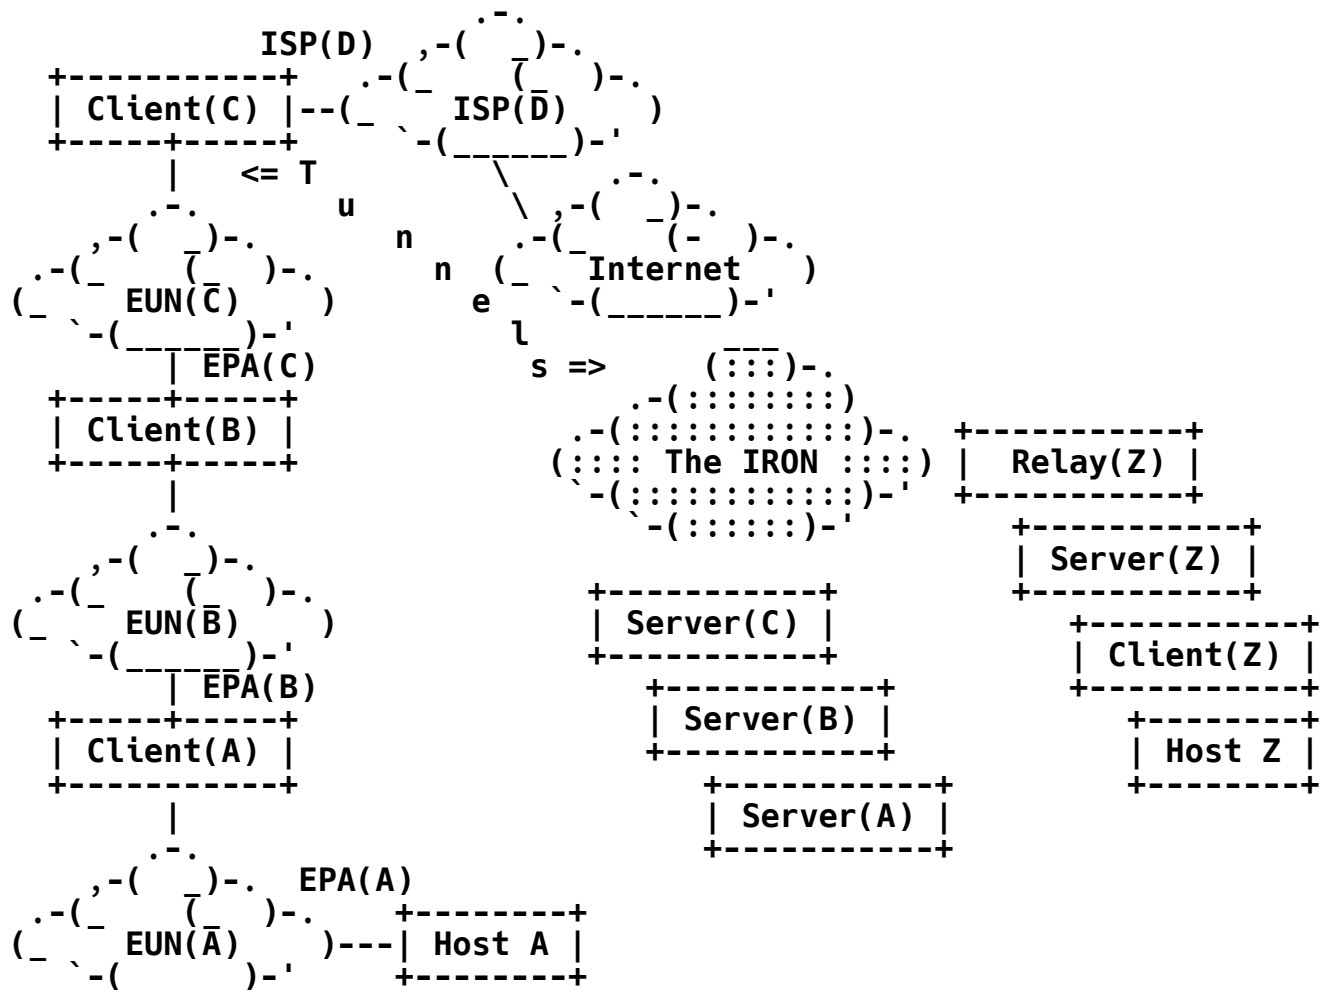 ISP(D)
Client(C) ISP(D)
<= T
u
n
n Internet
EUN(C) e
l
EPA(C) s =>
Client(B)
The IRON Relay(Z)
Server(Z)
EUN(B) Server(C)
Client(Z)
EPA(B)
Server(B)
Client(A) Host Z
Server(A)
EPA(A)
EUN(A) Host A